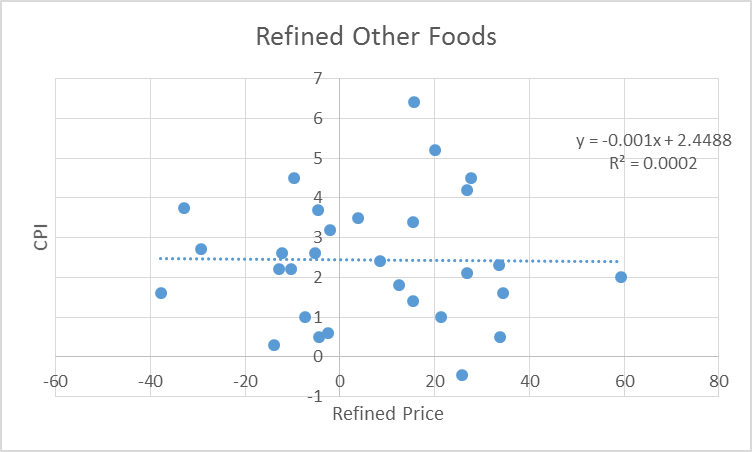 Refined Other Foods
7
6
5
4
3
2
1
0
-1
y = -0.001x + 2.4488
R² = 0.0002
CPI
-60 -40 -20 0 20 40 60 80
Refined Price